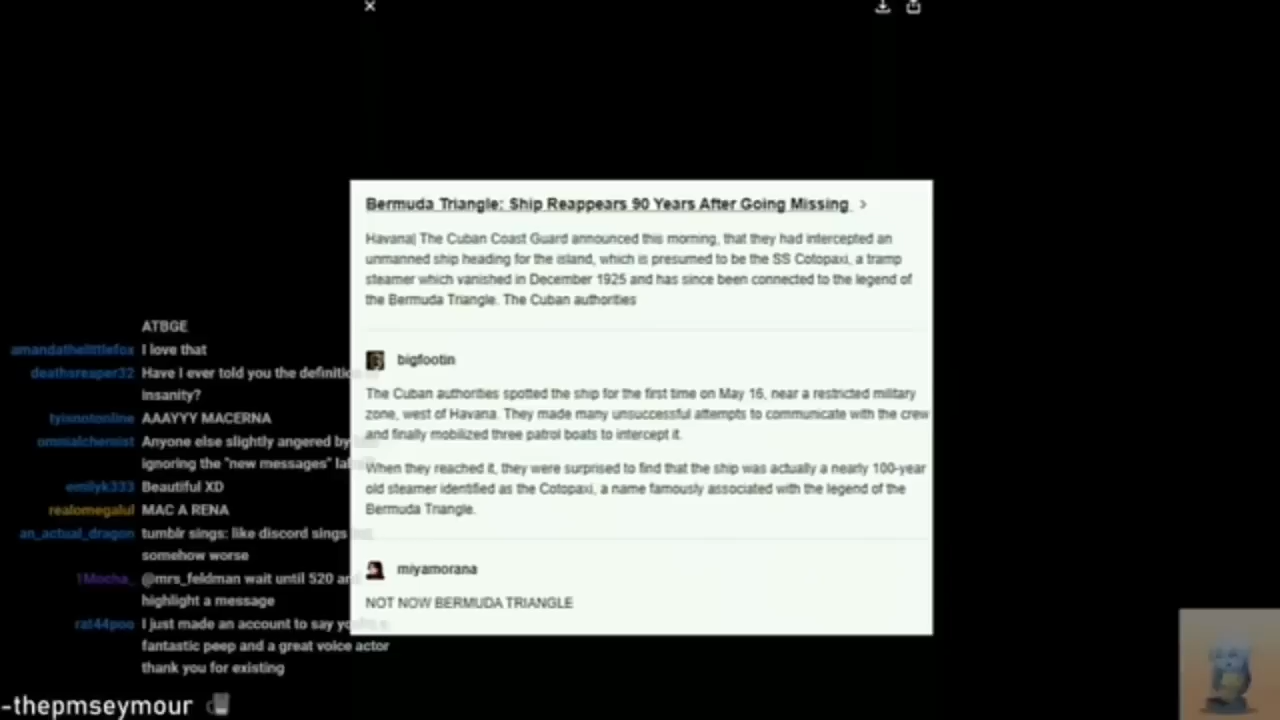 Bermuda Triangle: Ship Reappears 90 Years After Going Missing
Havana| The Cuban Coast Guard announced this morning, that they had intercepted an
unmanned ship heading for the island, which is presumed to be the SS Cotopaxi, a tramp
steamer which vanished in December 1925 and has since been connected to the legend of
the Bermuda Triangle. The Cuban authorities
bigfootin
The Cuban authorities spotted the ship for the first time on May 16, near a restricted military
zone, west of Havana. They made many unsuccessful attempts to communicate with the crew
and finally mobilized three patrol boats to intercept it.
When they reached it, they were surprised to find that the ship was actually a nearly 100-year
old steamer identified as the Cotopaxi, a name famously associated with the legend of the
Bermuda Triangle.
miyamorana
NOT NOW BERMUDA TRIANGLE
ATBGE
amandathelittlefox I love that
deathsreaper32 Have I ever told you the definition
insanity?
tyisnotonline AAAYYY MACERNA
ommialchemist Anyone else slightly angered by
ignoring the "new messages"
emilyk333 Beautiful XD
realomegalul MAC A RENA
an_actual_dragon tumblr sings: like discord sings
somehow worse
1Mocha_ @mrs_feldman wait until 520 and
highlight a message
rat44poo I just made an account to say
fantastic peep and a great voice actor
thank you for existing
-thepmseymour